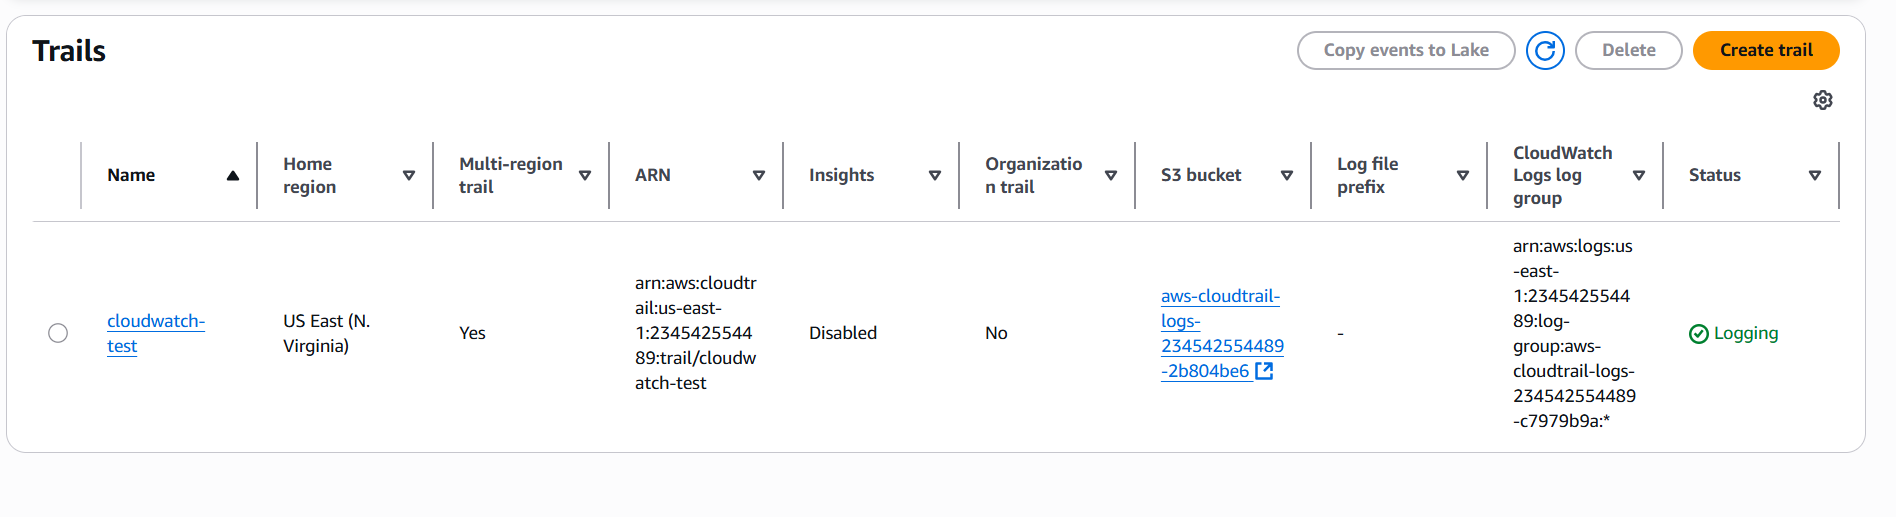 Trails
Copy events to Lake
Delete
Create trail
Name
Home
region
Multi-region
trail
ARN
Insights
Organizatio
n trail
S3 bucket
Log file
prefix
CloudWatch
Logs log
group
Status
cloudwatch-
test
US East (N.
Virginia)
Yes
arn:aws:cloudtr
ail:us-east-
1:2345425544
89:trail/cloudw
atch-test
Disabled
No
aws-cloudtrail-
logs-
234542554489
-2b804be6
-
arn:aws:logs:us
-east-
1:2345425544
89:log-
group:aws-
cloudtrail-logs-
234542554489
-c7979b9a:*
Logging